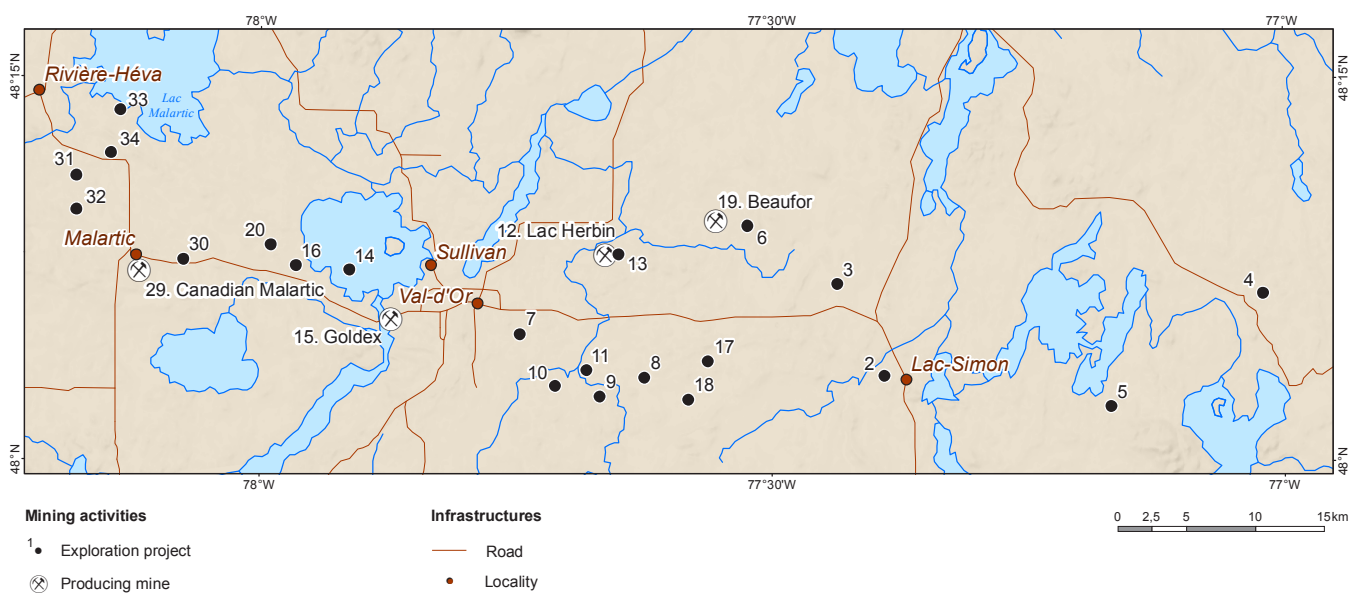 78°W
77°30'W
77°W
48°15'N
48°15'N
Rivière-Héva
33
Lac
Malartic
34
31
32
19. Beaufor
6
Malartic
30
20
16
14
Sullivan
12. Lac Herbin
13
3
4
29. Canadian Malartic
Val-d'Or
15. Goldex
7
11
10
9
8
17
18
2
Lac-Simon
5
48°N
48°N
78°W
77°30'W
77°W
Mining activities
1
Exploration project
Producing mine
Infrastructures
Road
Locality
0 2,5 5 10 15 km